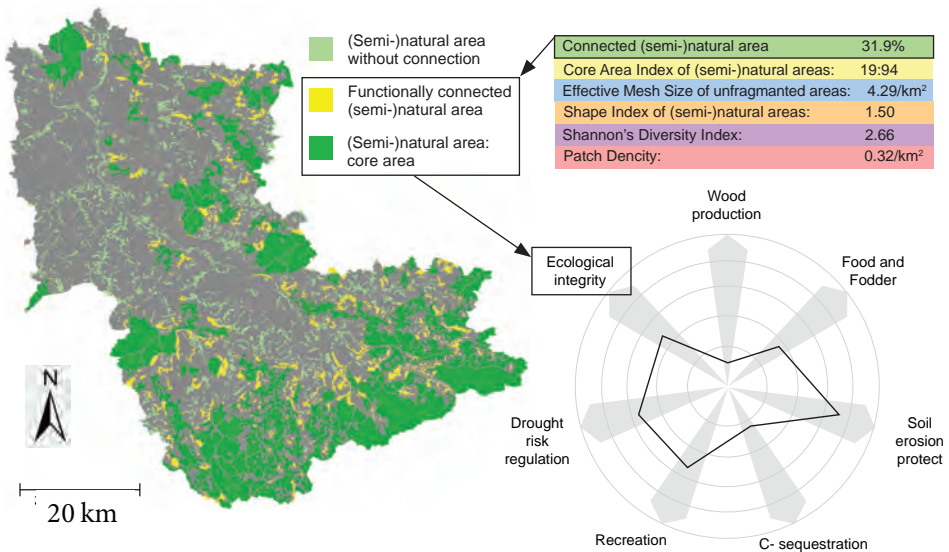 (Semi-)natural area
without connection
Functionally connected
(semi-)natural area
(Semi-)natural area:
core area
Connected (semi-)natural area 31.9%
Core Area Index of (semi-)natural areas: 19:94
Effective Mesh Size of unfragmanted areas: 4.29/km²
Shape Index of (semi-)natural areas: 1.50
Shannon's Diversity Index: 2.66
Patch Dencity: 0.32/km²
Wood
production
Ecological
integrity
Food and
Fodder
Drought
risk
regulation
Soil
erosion
protect
Recreation
C- sequestration
N
20 km